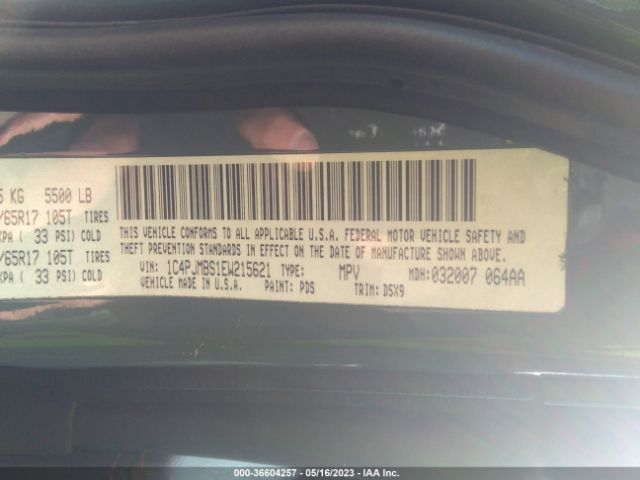 5 KG 5500 LB
/65R17 105T TIRES
KPA ( 33 PSI) COLD
/65R17 105T TIRES
KPA ( 33 PSI) COLD
THIS VEHICLE CONFORMS TO ALL APPLICABLE U.S.A. FEDERAL MOTOR VEHICLE SAFETY AND
THEFT PREVENTION STANDARDS IN EFFECT ON THE DATE OF MANUFACTURE SHOWN ABOVE.
VIN: 1C4PJMBS1EW215621 TYPE: MPV MDH: 032007 064AA
VEHICLE MADE IN U.S.A. PAINT: PDS TRIM: D5X9
000-36604257 - 05/16/2023 - IAA Inc.